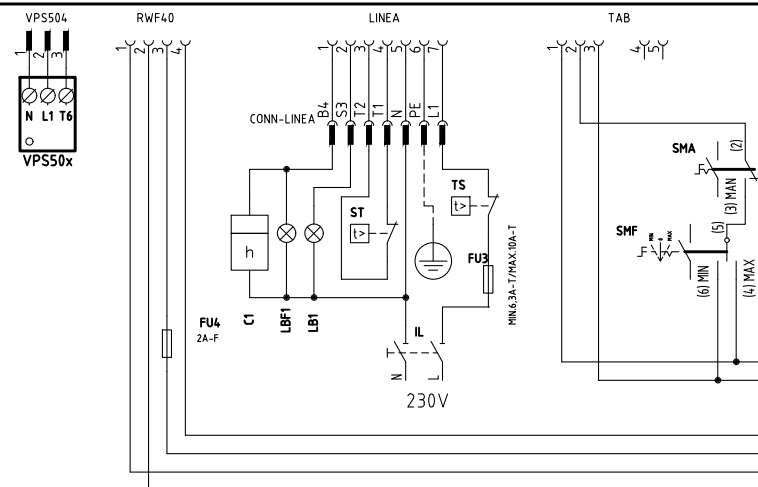 VPS504
RWF40
LINEA
TAB
1
2
3
N L1 T6
VPS50x
1
2
3
4
1
2
3
4
5
6
7
1
2
3
4
5
CONN-LINEA
B4
S3
T2
T1
N
PE
L1
SMA
(2)
(3) MAN
ST
t>
TS
t>
h
SMF
MIN
0
MAX
(5)
(6) MIN
(4) MAX
FU3
MIN.6,3A-T/MAX.10A-T
FU4
2A-F
C1
LBF1
LB1
IL
N
L
230V